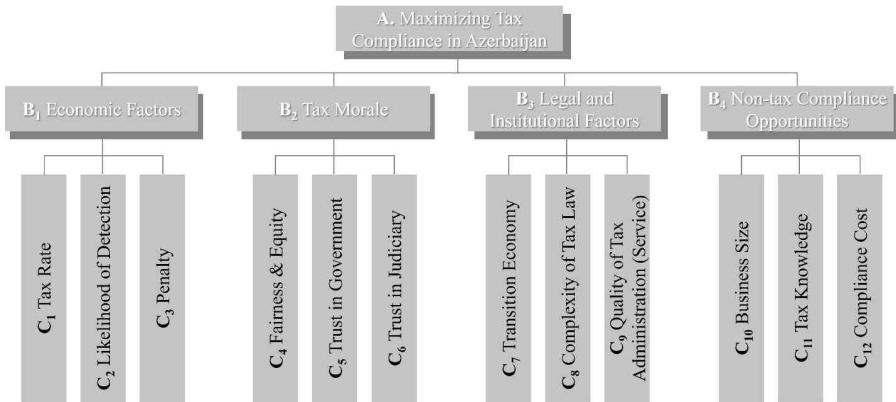 A. Maximizing Tax
Compliance in Azerbaijan
B₁ Economic Factors
B₂ Tax Morale
B₃ Legal and
Institutional Factors
B₄ Non-tax Compliance
Opportunities
C₁ Tax Rate
C₂ Likelihood of Detection
C₃ Penalty
C₄ Fairness & Equity
C₅ Trust in Government
C₆ Trust in Judiciary
C₇ Transition Economy
C₈ Complexity of Tax Law
C₉ Quality of Tax
Administration (Service)
C₁₀ Business Size
C₁₁ Tax Knowledge
C₁₂ Compliance Cost